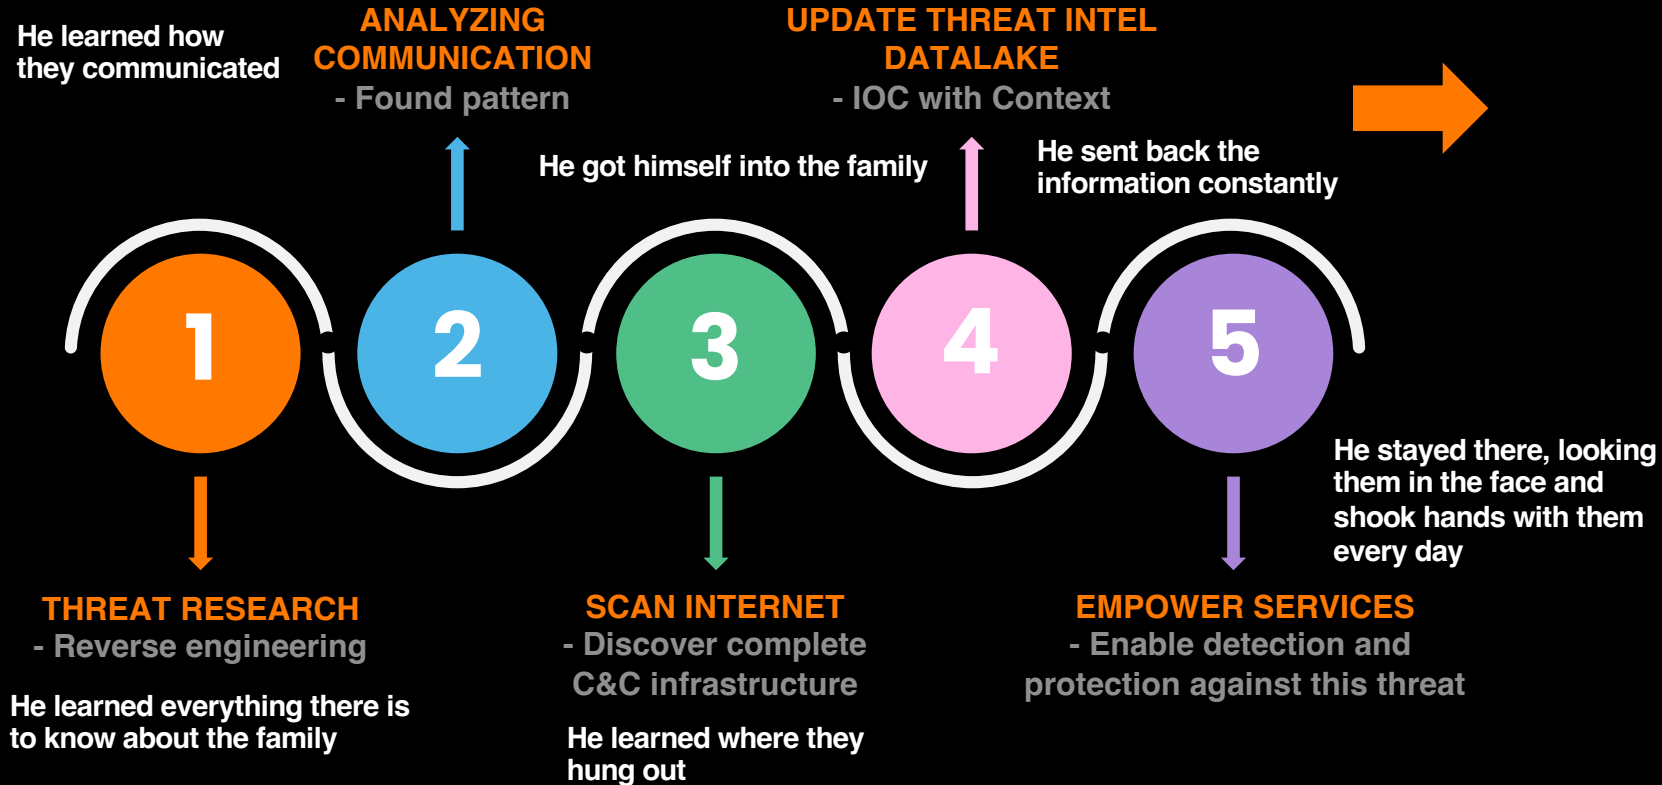 He learned how
they communicated
ANALYZING
COMMUNICATION
- Found pattern
UPDATE THREAT INTEL
DATALAKE
- IOC with Context
He got himself into the family
He sent back the
information constantly
1
2
3
4
5
He stayed there, looking
them in the face and
shook hands with them
every day
THREAT RESEARCH
- Reverse engineering
He learned everything there is
to know about the family
SCAN INTERNET
- Discover complete
C&C infrastructure
He learned where they
hung out
EMPOWER SERVICES
- Enable detection and
protection against this threat